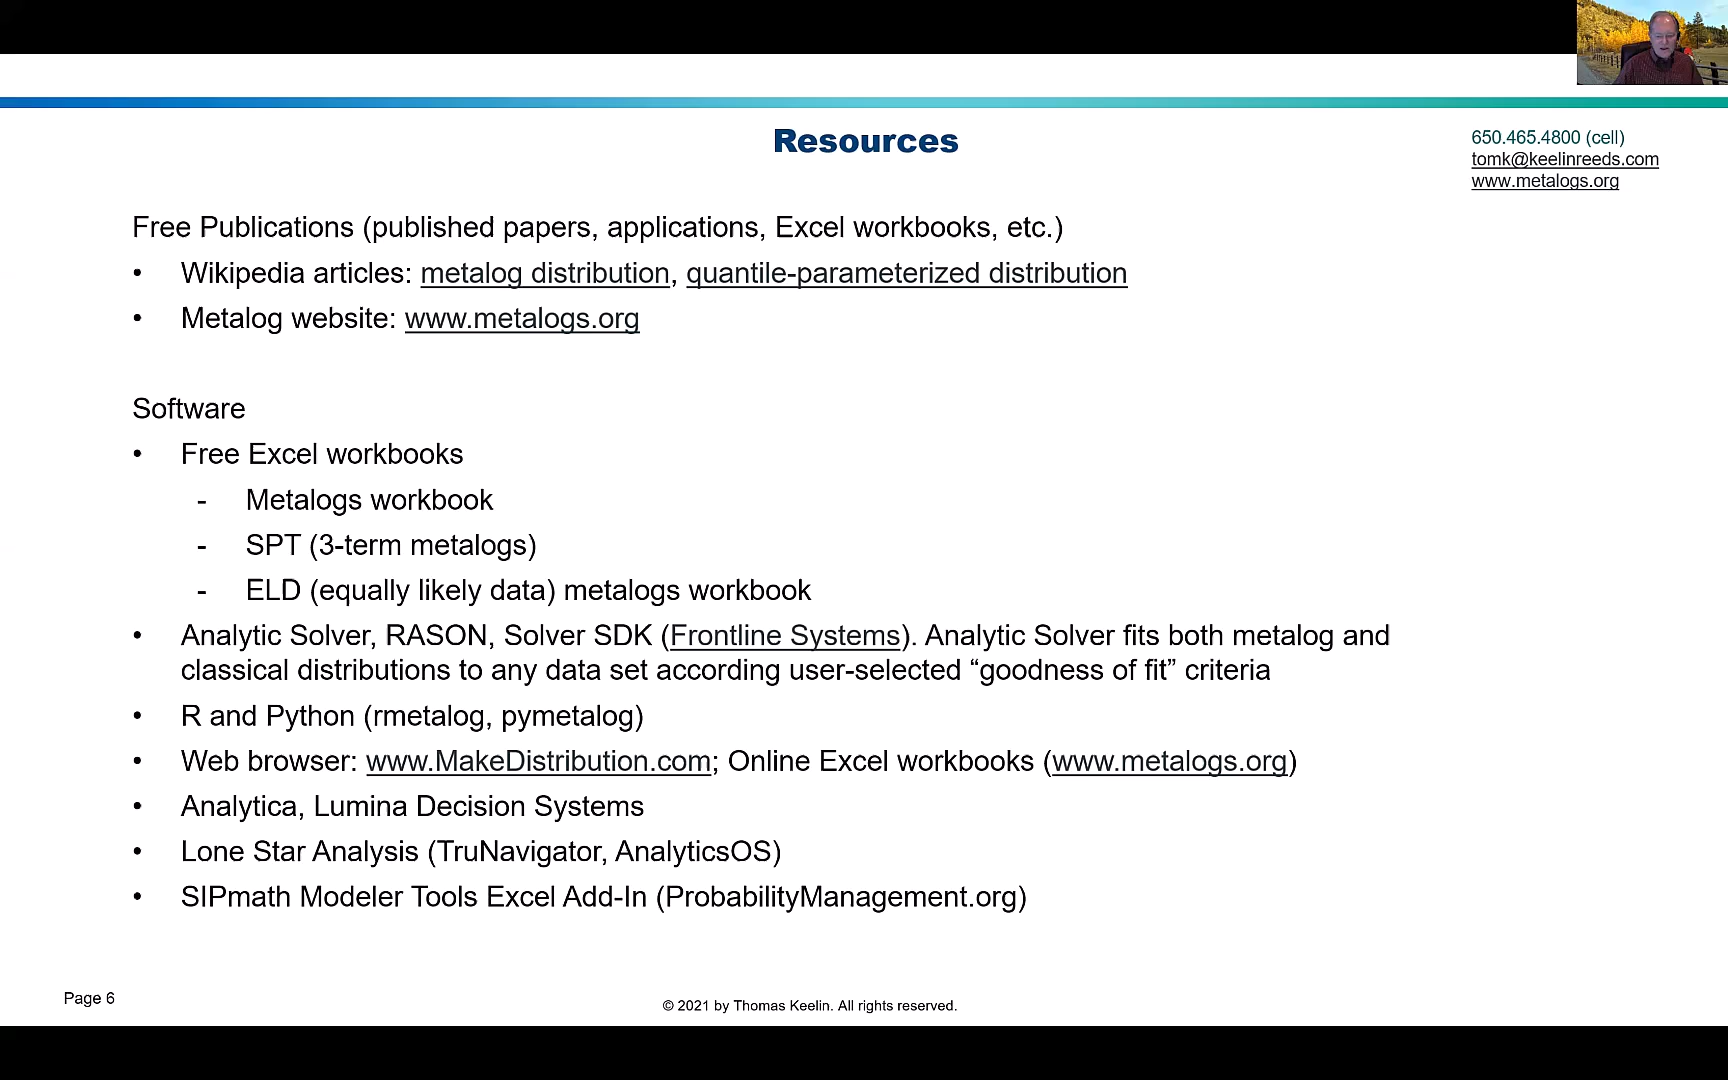 Resources
650.465.4800 (cell)
tomk@keelinreeds.com
www.metalogs.org
Free Publications (published papers, applications, Excel workbooks, etc.)
• Wikipedia articles: metalog distribution, quantile-parameterized distribution
• Metalog website: www.metalogs.org
Software
• Free Excel workbooks
- Metalogs workbook
- SPT (3-term metalogs)
- ELD (equally likely data) metalogs workbook
• Analytic Solver, RASON, Solver SDK (Frontline Systems). Analytic Solver fits both metalog and
classical distributions to any data set according user-selected “goodness of fit” criteria
• R and Python (rmetalog, pymetalog)
• Web browser: www.MakeDistribution.com; Online Excel workbooks (www.metalogs.org)
• Analytica, Lumina Decision Systems
• Lone Star Analysis (TruNavigator, AnalyticsOS)
• SIPmath Modeler Tools Excel Add-In (ProbabilityManagement.org)
Page 6
© 2021 by Thomas Keelin. All rights reserved.